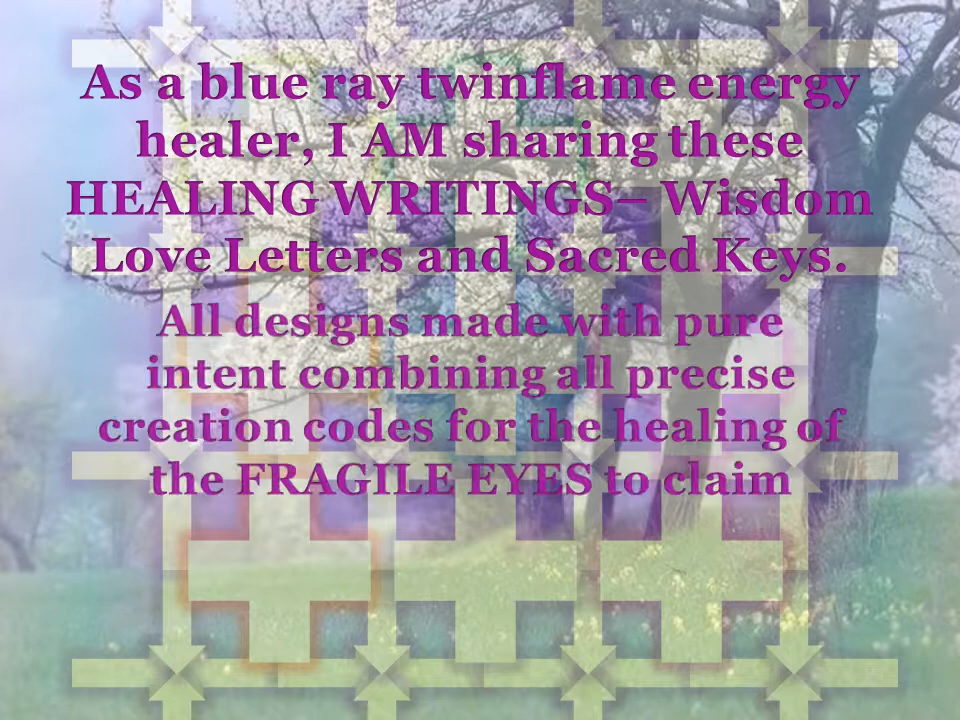 As a blue ray twinflame energy
healer, I AM sharing these
HEALING WRITINGS– Wisdom
Love Letters and Sacred Keys.
All designs made with pure
intent combining all precise
creation codes for the healing of
the FRAGILE EYES to claim